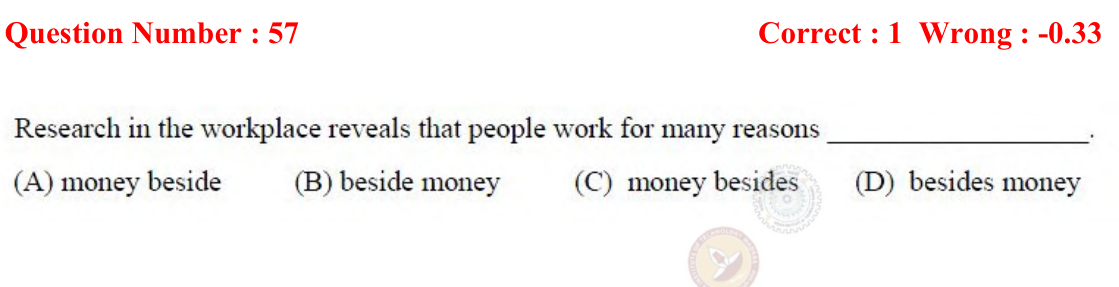 Question Number : 57 Correct : 1 Wrong : -0.33
Research in the workplace reveals that people work for many reasons ____________________.
(A) money beside (B) beside money (C) money besides (D) besides money